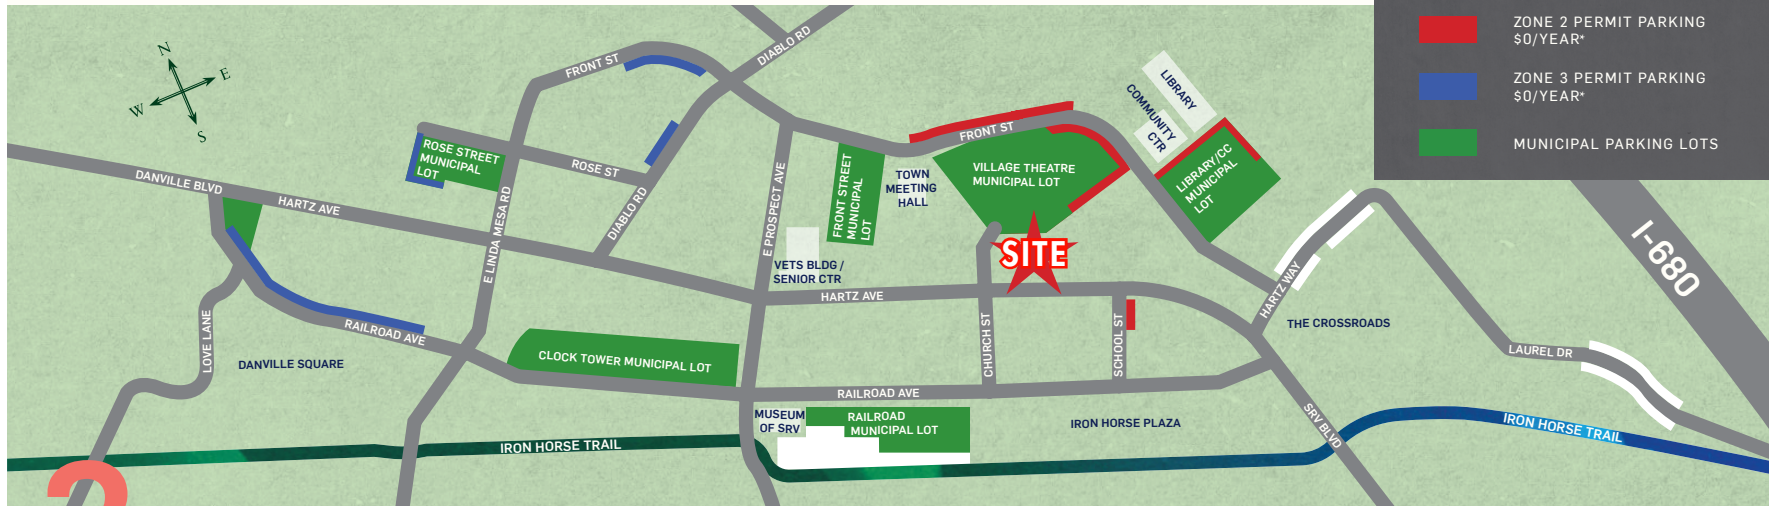 ZONE 2 PERMIT PARKING
$0/YEAR*
ZONE 3 PERMIT PARKING
$0/YEAR*
MUNICIPAL PARKING LOTS
N
E
W
S
FRONT ST
DIABLO RD
LIBRARY
COMMUNITY
CTR
ROSE STREET
MUNICIPAL
LOT
ROSE ST
DANVILLE BLVD
HARTZ AVE
E LINDA MESA RD
DIABLO RD
E PROSPECT AVE
FRONT STREET
MUNICIPAL
LOT
TOWN
MEETING
HALL
FRONT ST
VILLAGE THEATRE
MUNICIPAL LOT
LIBRARY/CC
MUNICIPAL
LOT
I-680
SITE
VETS BLDG /
SENIOR CTR
HARTZ AVE
HARTZ WAY
THE CROSSROADS
LAUREL DR
LOVE LANE
RAILROAD AVE
DANVILLE SQUARE
CLOCK TOWER MUNICIPAL LOT
CHURCH ST
SCHOOL ST
RAILROAD AVE
MUSEUM
OF SRV
RAILROAD
MUNICIPAL LOT
IRON HORSE PLAZA
SRV BLVD
IRON HORSE TRAIL
IRON HORSE TRAIL